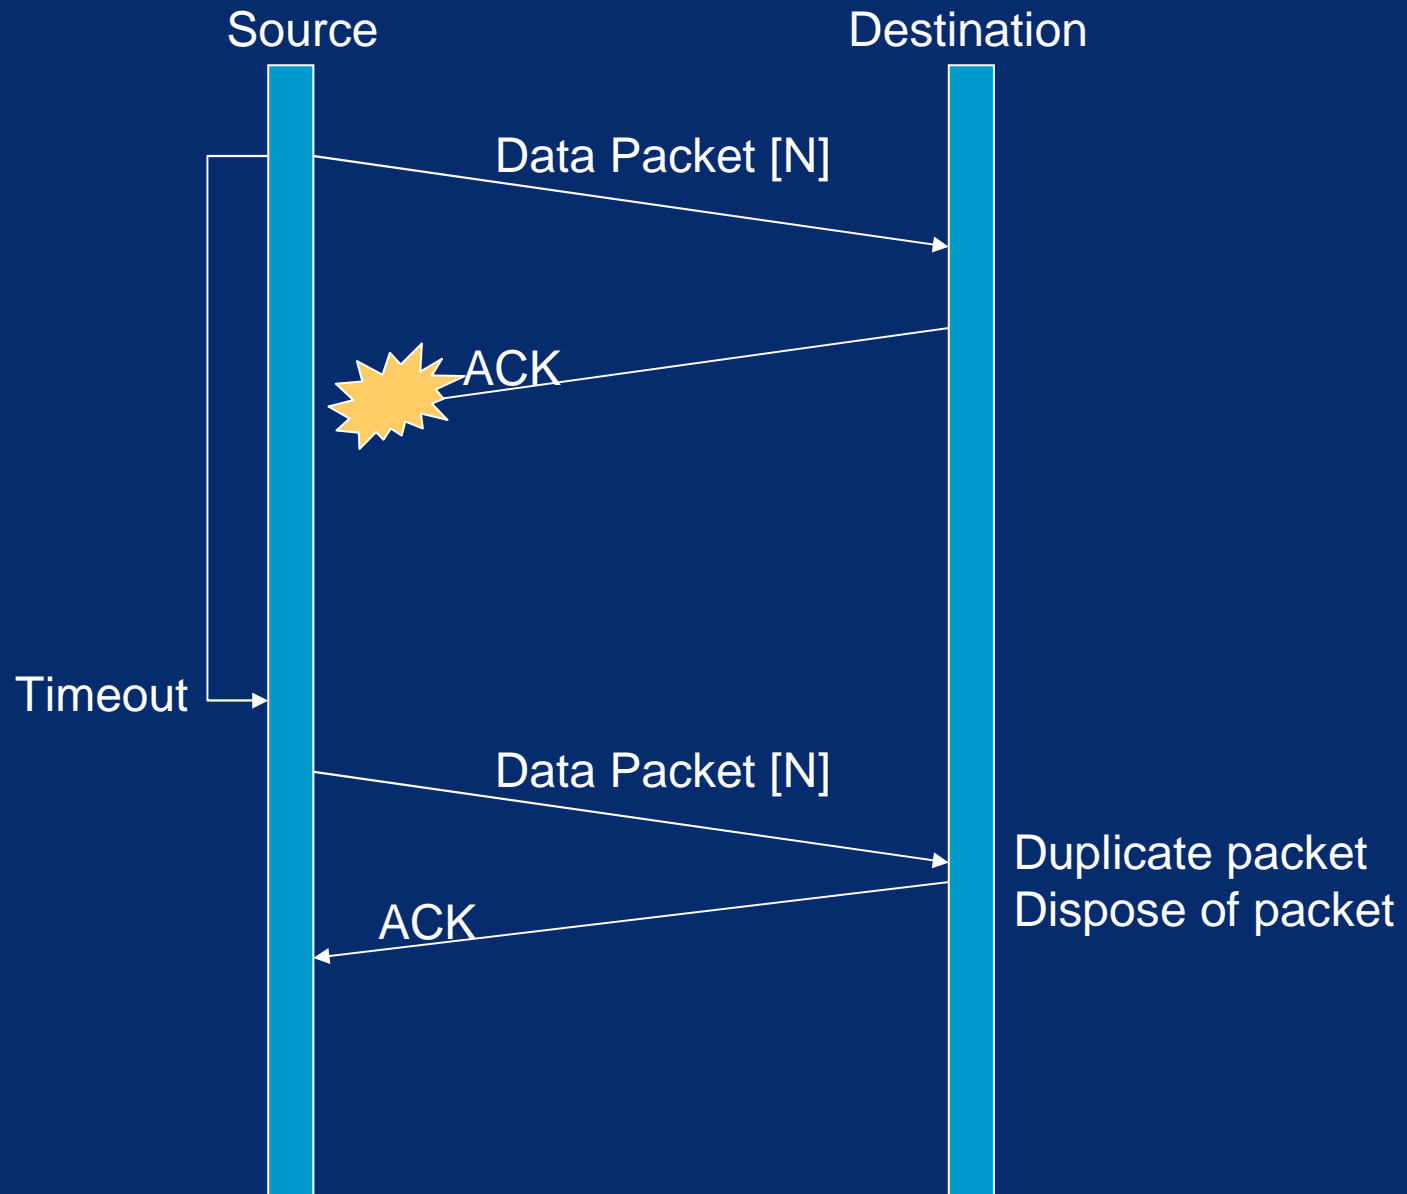 Source
Destination
Data Packet [N]
ACK
Timeout
Data Packet [N]
Duplicate packet
Dispose of packet
ACK